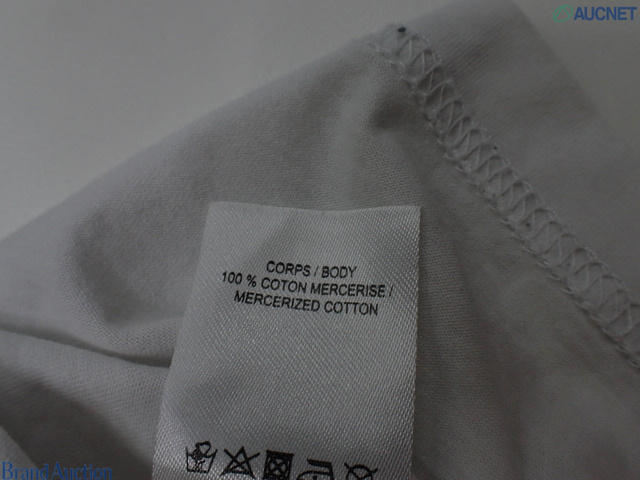 AUCNET
CORPS / BODY
100 % COTON MERCERISE /
MERCERIZED COTTON
Brand Auction